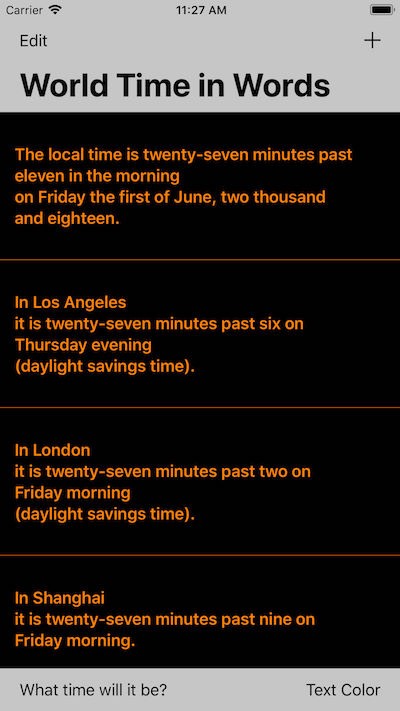 Carrier 11:27 AM
Edit
World Time in Words
The local time is twenty-seven minutes past
eleven in the morning
on Friday the first of June, two thousand
and eighteen.
In Los Angeles
it is twenty-seven minutes past six on
Thursday evening
(daylight savings time).
In London
it is twenty-seven minutes past two on
Friday morning
(daylight savings time).
In Shanghai
it is twenty-seven minutes past nine on
Friday morning.
What time will it be? Text Color